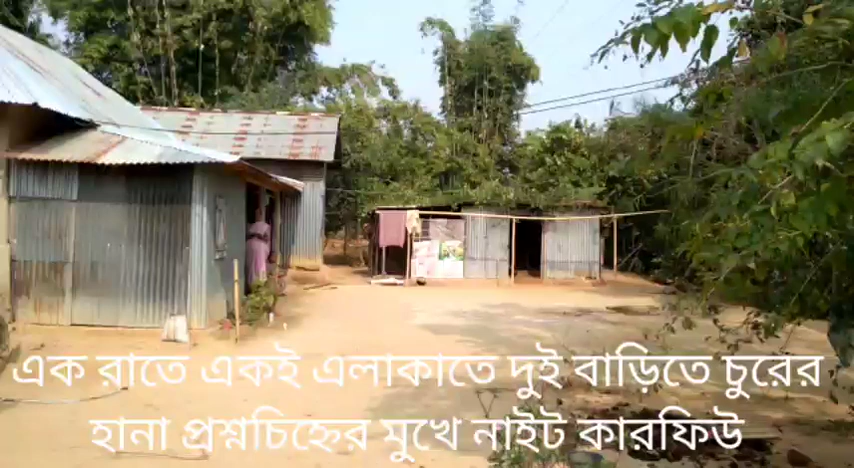 এক রাতে একই এলাকাতে দুই বাড়িতে চুরের
হানা প্রশ্নচিহ্নের মুখে নাইট কারফিউ